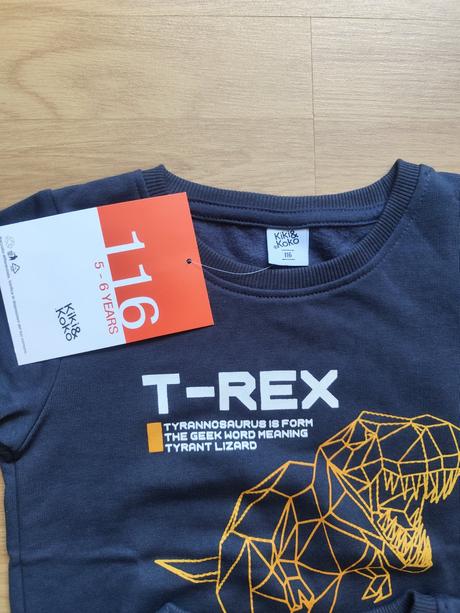 Kiki&
Koko
116
116
5 - 6 YEARS
Kiki&
Koko
T-REX
TYRANNOSAURUS IS FORM
THE GEEK WORD MEANING
TYRANT LIZARD